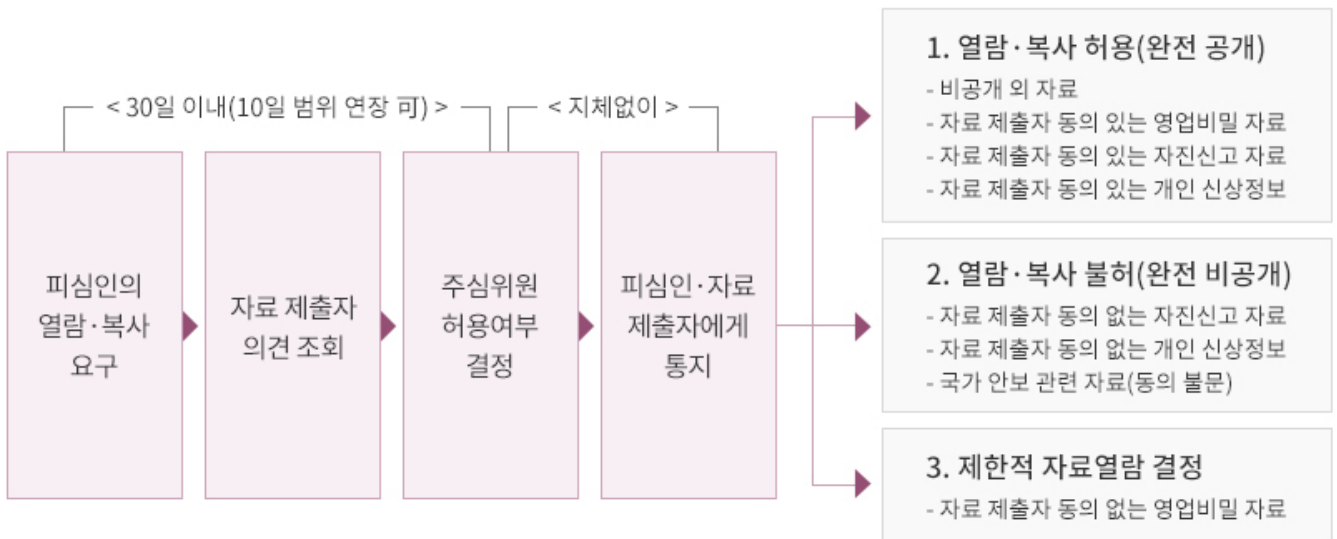 < 30일 이내(10일 범위 연장 可) >
< 지체없이 >
피심인의
열람·복사
요구
자료 제출자
의견 조회
주심위원
허용여부
결정
피심인·자료
제출자에게
통지
1. 열람·복사 허용(완전 공개)
- 비공개 외 자료
- 자료 제출자 동의 있는 영업비밀 자료
- 자료 제출자 동의 있는 자진신고 자료
- 자료 제출자 동의 있는 개인 신상정보
2. 열람·복사 불허(완전 비공개)
- 자료 제출자 동의 없는 자진신고 자료
- 자료 제출자 동의 없는 개인 신상정보
- 국가 안보 관련 자료(동의 불문)
3. 제한적 자료열람 결정
- 자료 제출자 동의 없는 영업비밀 자료